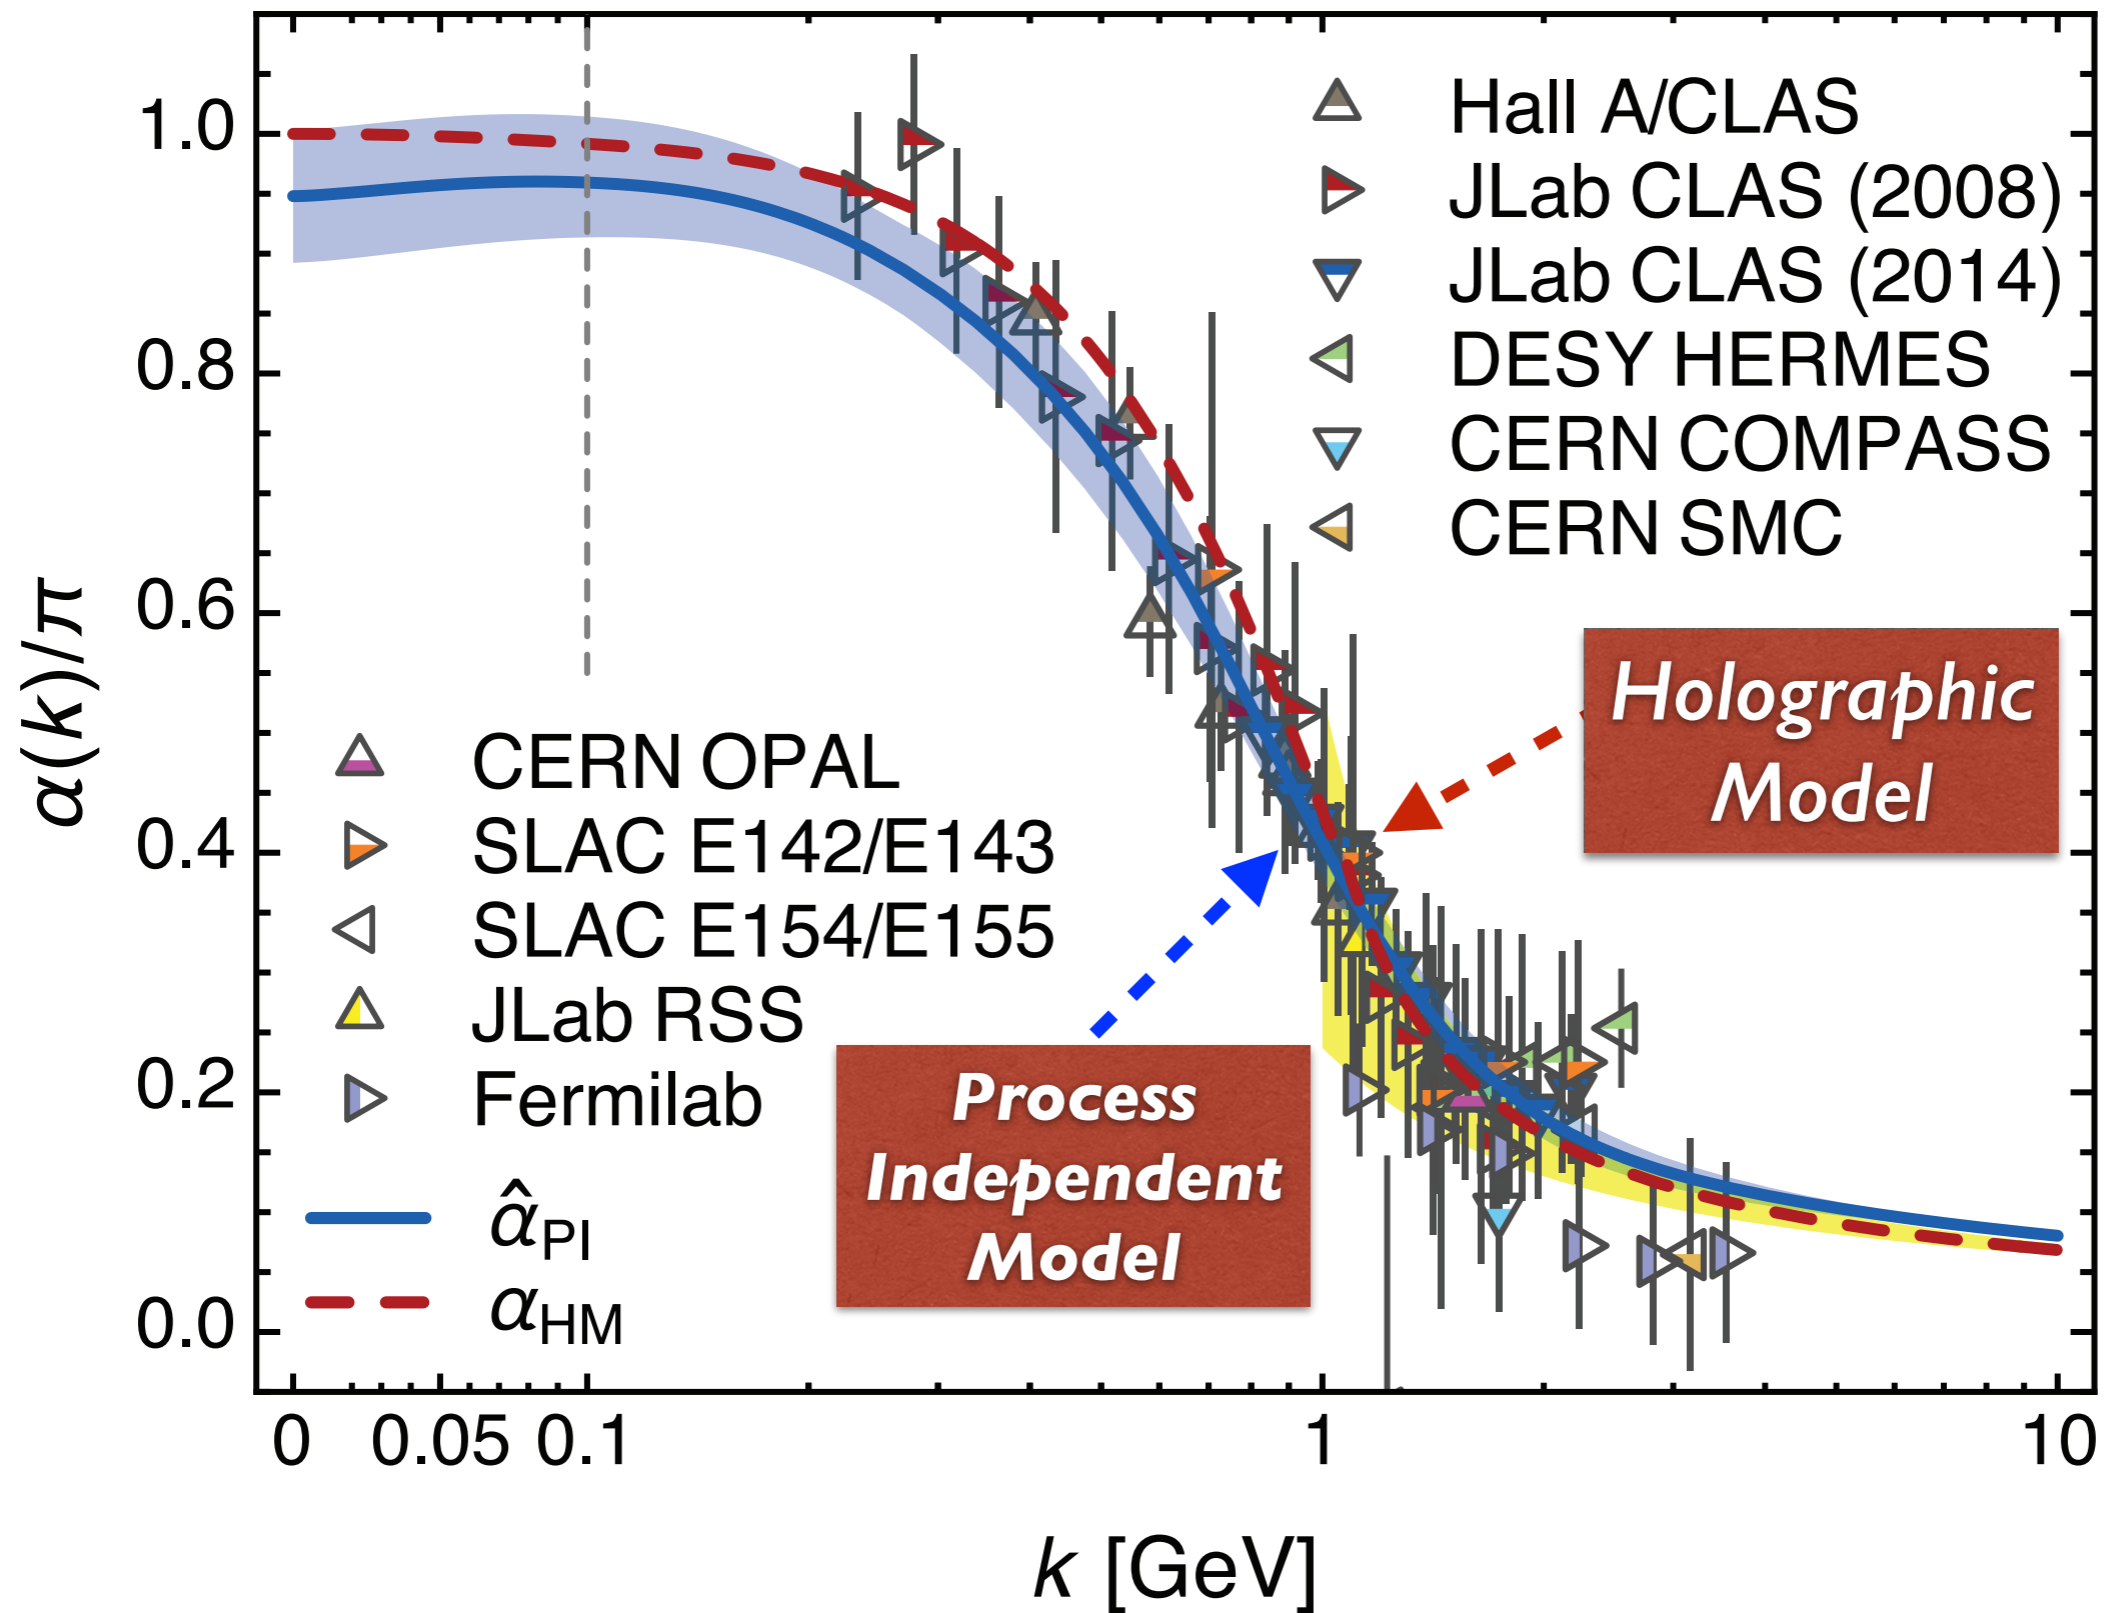 1.0
0.8
0.6
0.4
0.2
0.0
α(k)/π
Hall A/CLAS
JLab CLAS (2008)
JLab CLAS (2014)
DESY HERMES
CERN COMPASS
CERN SMC
Holographic
Model
CERN OPAL
SLAC E142/E143
SLAC E154/E155
JLab RSS
Fermilab
α̂PI
αHM
Process
Independent
Model
0 0.05 0.1 1 10
k [GeV]